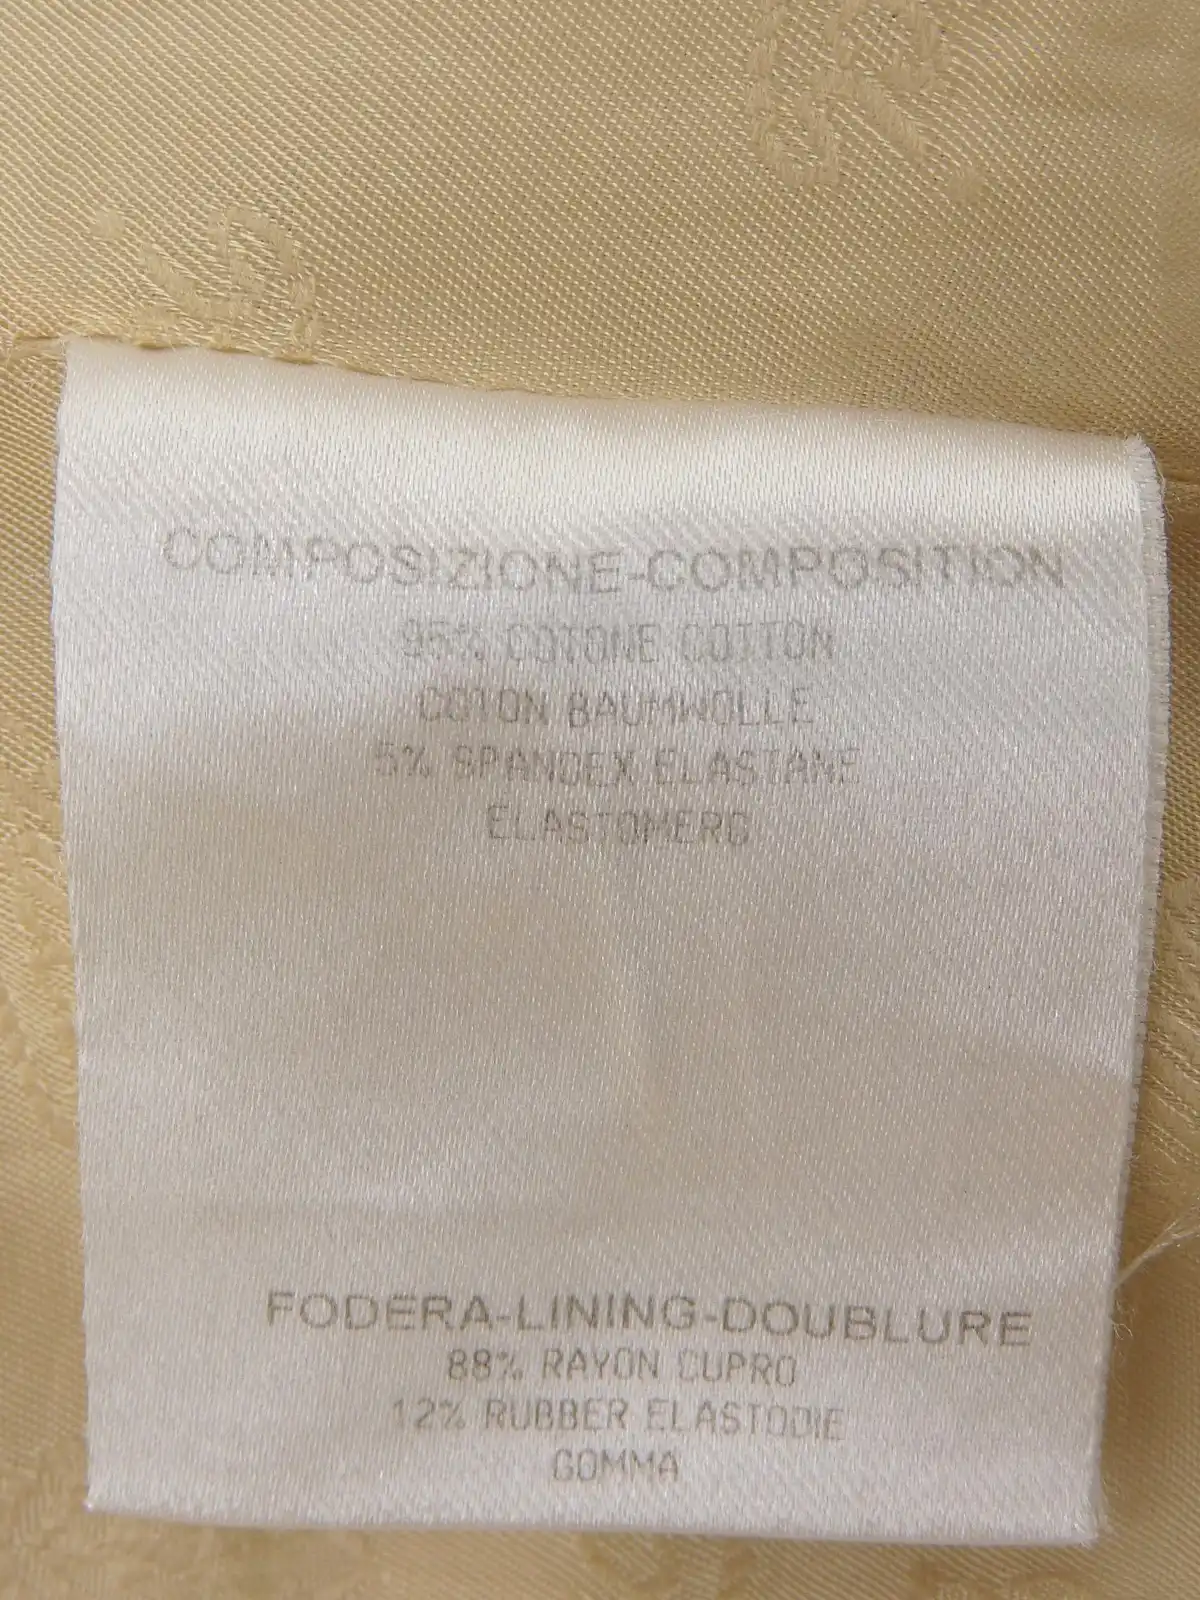 COMPOSIZIONE-COMPOSITION
95% COTONE COTTON
COTON BAUMWOLLE
5% SPANDEX ELASTANE
ELASTOMERO
FODERA-LINING-DOUBLURE
88% RAYON CUPRO
12% RUBBER ELASTODIE
GOMMA